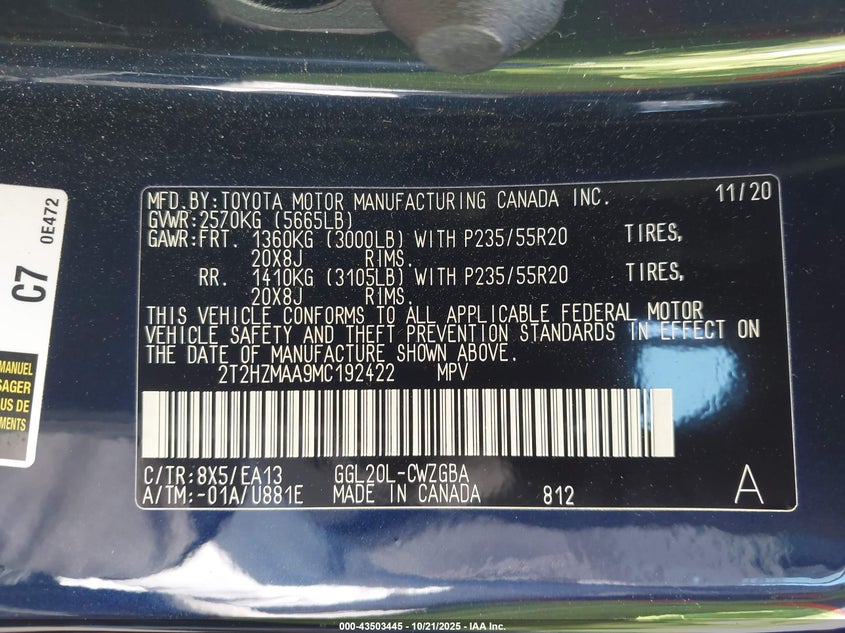 MFD.BY:TOYOTA MOTOR MANUFACTURING CANADA INC. 11/20
GVWR:2570KG (5665LB)
GAWR:FRT. 1360KG (3000LB) WITH P235/55R20 TIRES,
20X8J RIMS.
RR. 1410KG (3105LB) WITH P235/55R20 TIRES,
20X8J RIMS.
THIS VEHICLE CONFORMS TO ALL APPLICABLE FEDERAL MOTOR
VEHICLE SAFETY AND THEFT PREVENTION STANDARDS IN EFFECT ON
THE DATE OF MANUFACTURE SHOWN ABOVE.
2T2HZMAA9MC192422 MPV
C/TR:8X5/EA13 GGL20L-CWZGBA
A/TM:-01A/U881E MADE IN CANADA 812 A
C7
0E472
MANUEL
SAGER
US DE
MENTS
000-43503445 - 10/21/2025 - IAA Inc.